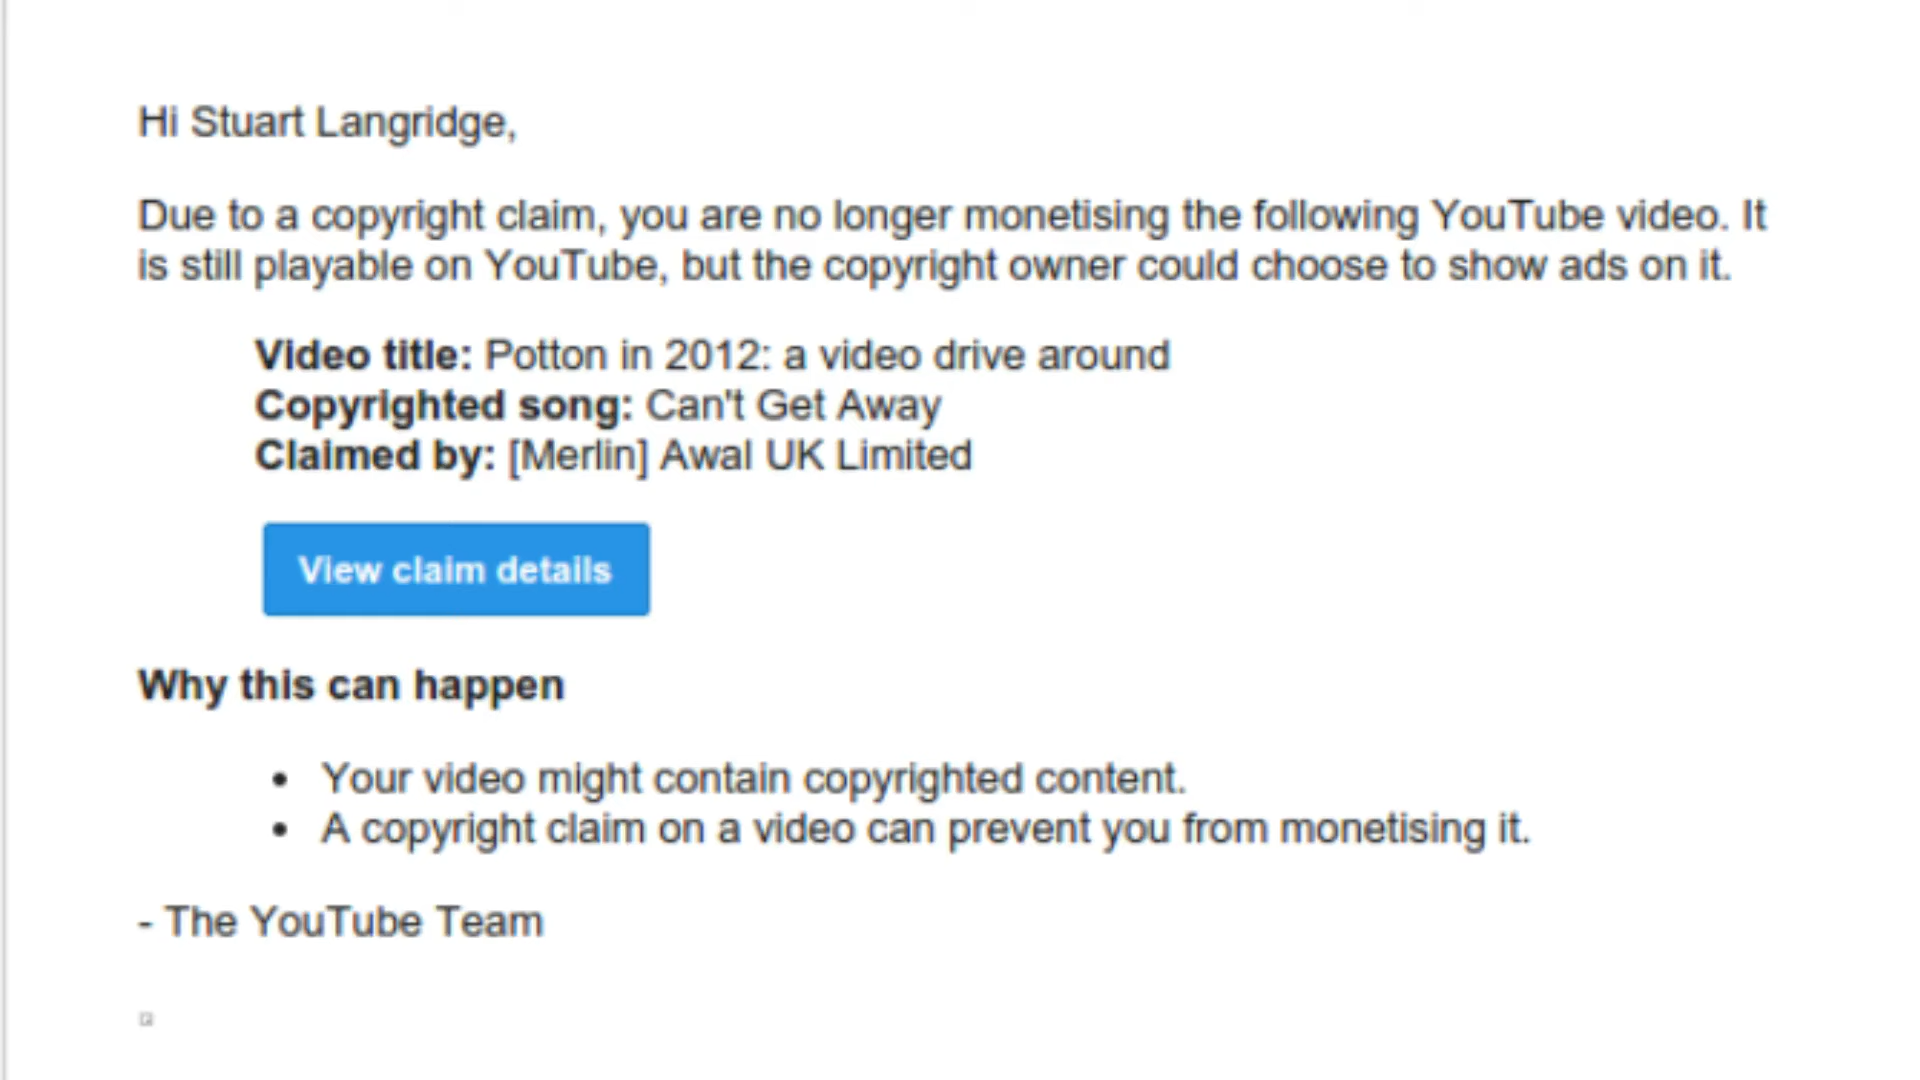 Hi Stuart Langridge,
Due to a copyright claim, you are no longer monetising the following YouTube video. It
is still playable on YouTube, but the copyright owner could choose to show ads on it.
Video title: Potton in 2012: a video drive around
Copyrighted song: Can't Get Away
Claimed by: [Merlin] Awal UK Limited
View claim details
Why this can happen
• Your video might contain copyrighted content.
• A copyright claim on a video can prevent you from monetising it.
- The YouTube Team